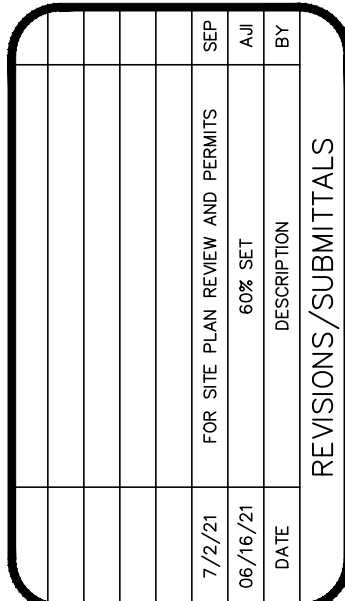 7/2/21 FOR SITE PLAN REVIEW AND PERMITS SEP
06/16/21 60% SET AJI
DATE DESCRIPTION BY
REVISIONS/SUBMITTALS